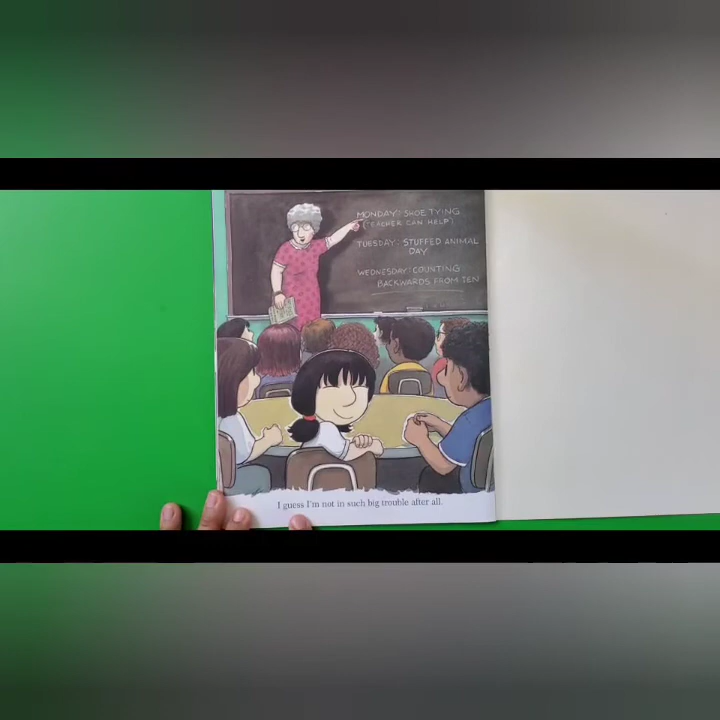 MONDAY: SHOE TYING
(TEACHER CAN HELP)
TUESDAY: STUFFED ANIMAL
DAY
WEDNESDAY: COUNTING
BACKWARDS FROM TEN
I guess I'm not in such big trouble after all.